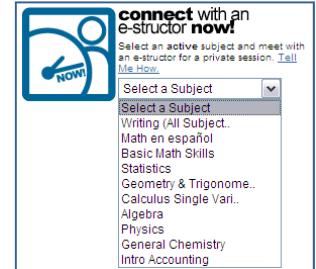 connect with an
e-structor now!
Select an active subject and meet with
an e-structor for a private session. Tell
Me How.
NOW!
Select a Subject
Select a Subject
Writing (All Subject..
Math en español
Basic Math Skills
Statistics
Geometry & Trigonome..
Calculus Single Vari..
Algebra
Physics
General Chemistry
Intro Accounting